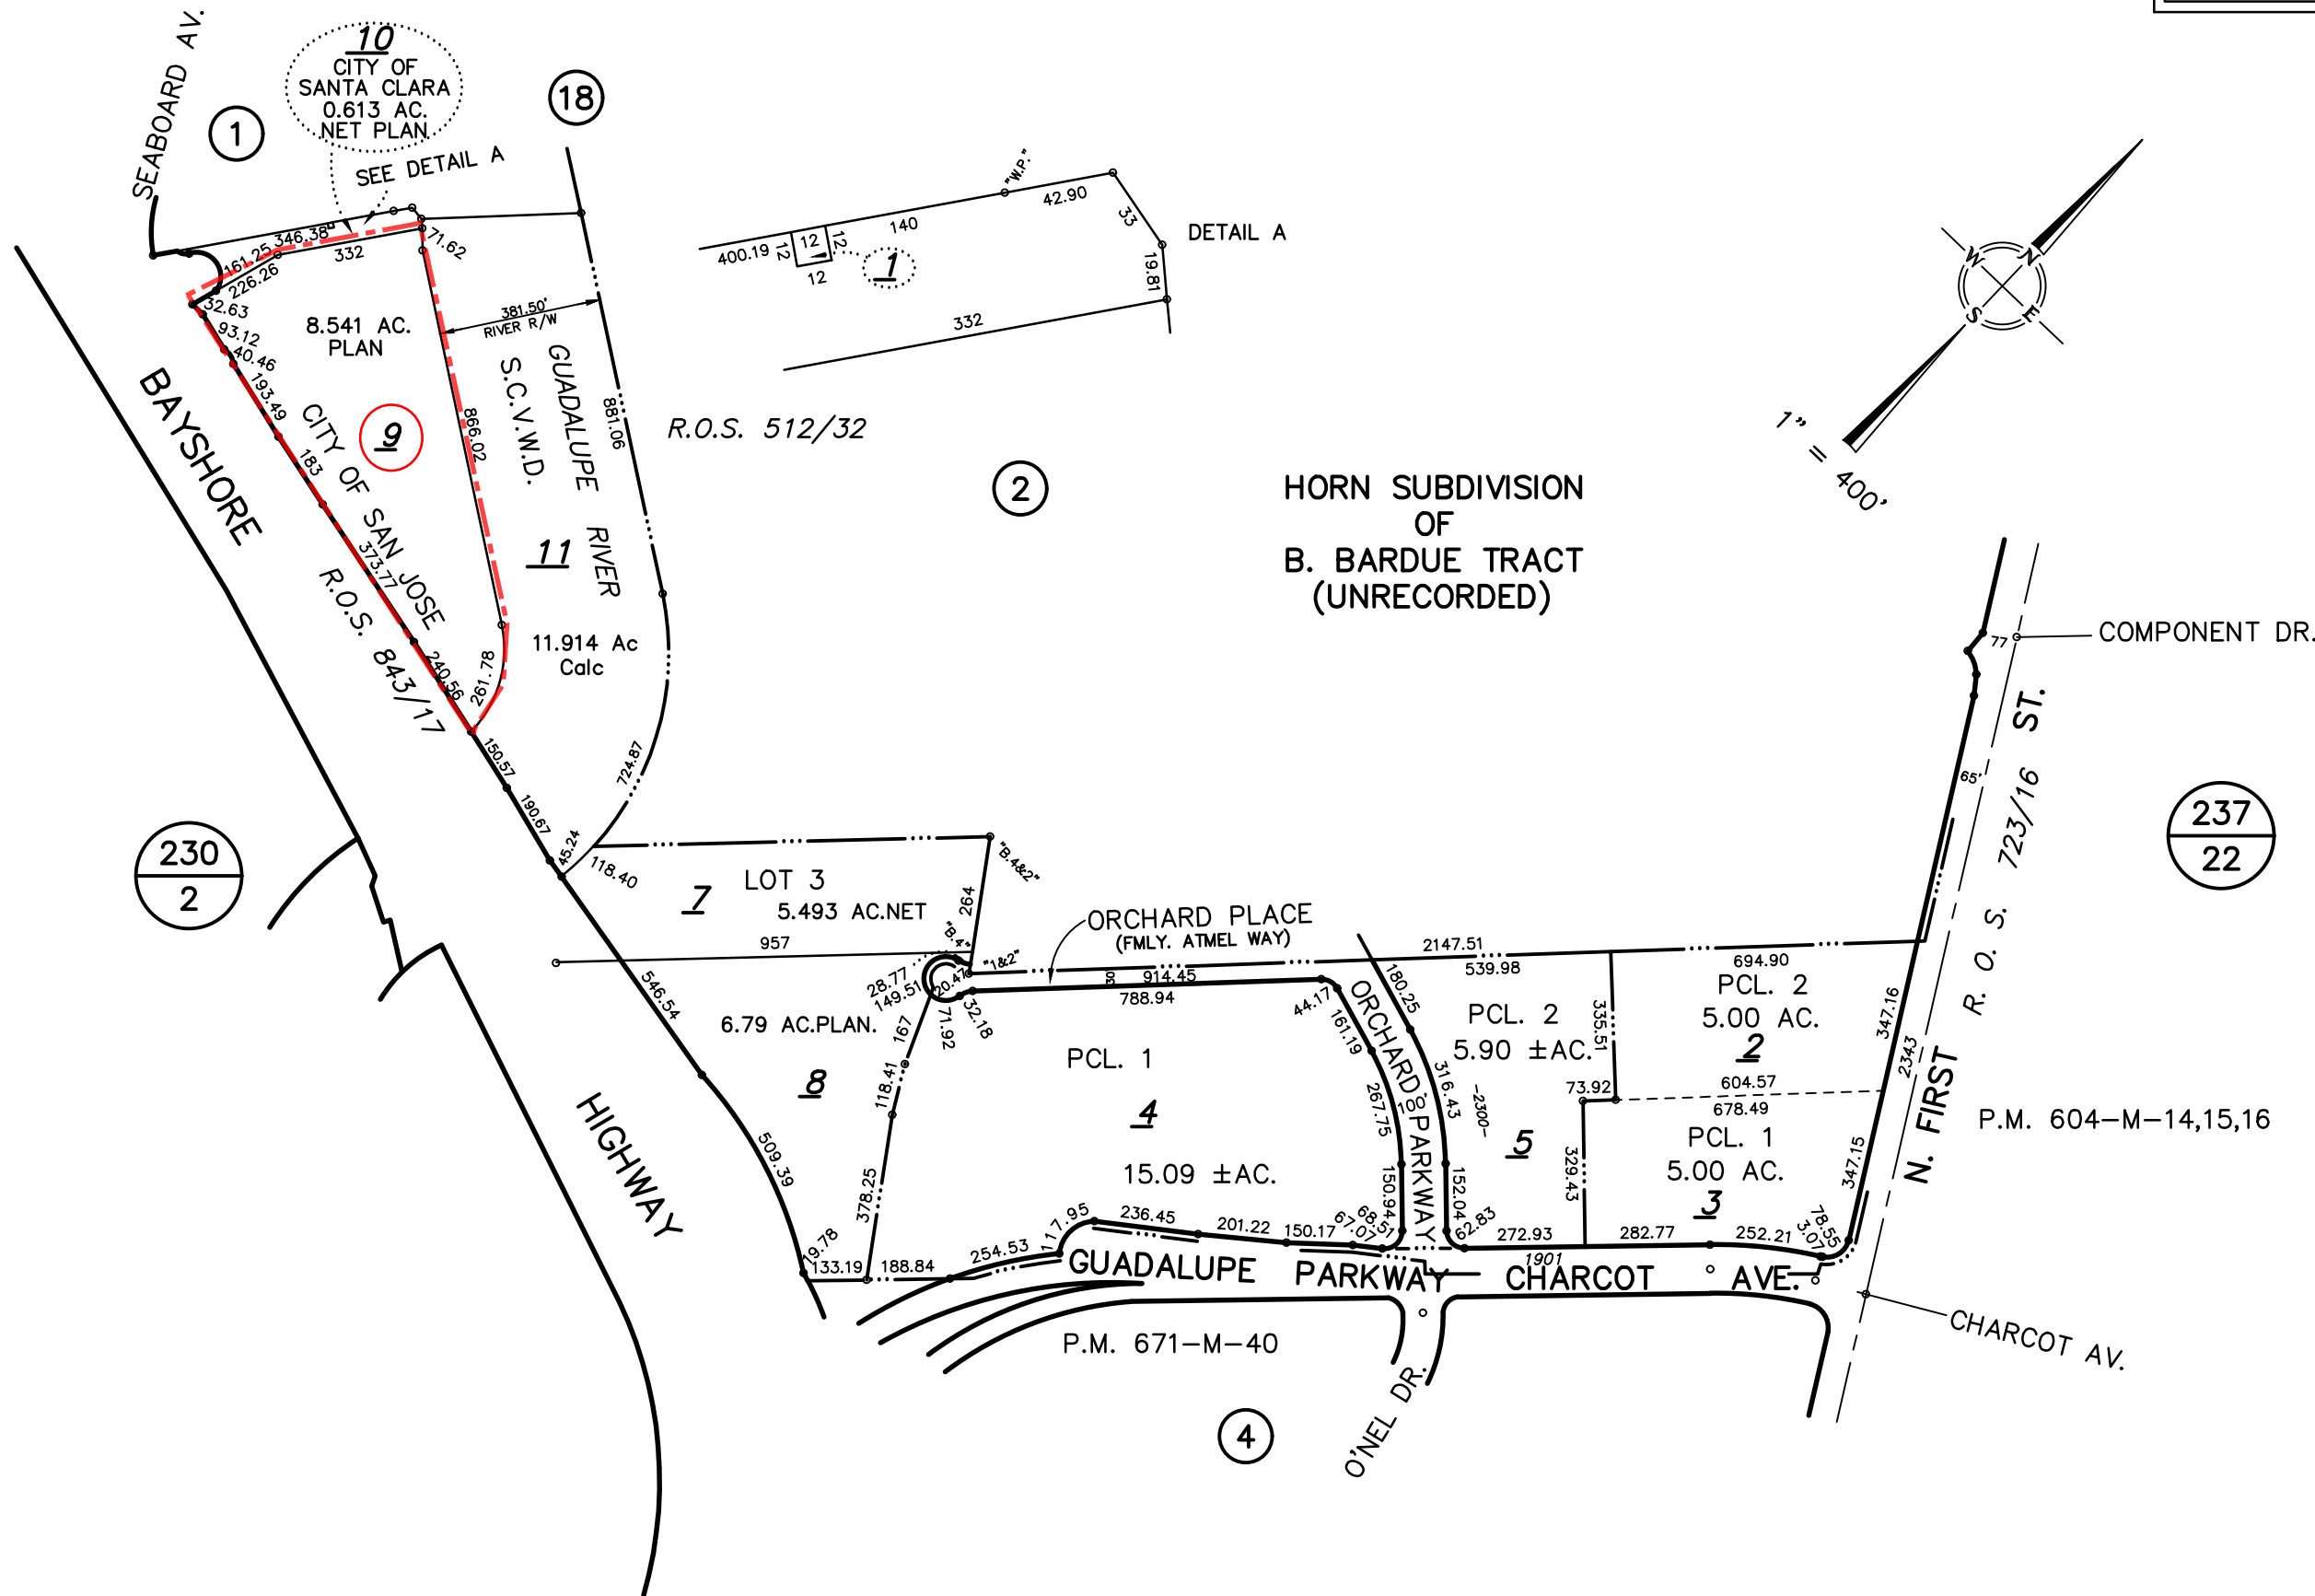 SEABOARD AV.
10
CITY OF
SANTA CLARA
0.613 AC.
NET PLAN
1
18
SEE DETAIL A
161.25
346.38
226.26
332
71.62
32.63
93.12
40.46
193.49
183
373.77
240.56
261.78
866.02
8.541 AC.
PLAN
9
CITY OF SAN JOSE
R.O.S. 843/17
381.50'
RIVER R/W
S.C.V.W.D.
GUADALUPE RIVER
881.06
11
11.914 Ac
Calc
724.87
BAYSHORE
HIGHWAY
"W.P."
42.90
140
400.19
12
12
12
12
1
33
19.81
332
DETAIL A
R.O.S. 512/32
2
HORN SUBDIVISION
OF
B. BARDUE TRACT
(UNRECORDED)
W
N
S
E
1" = 400'
77
COMPONENT DR.
65'
N. FIRST ST.
R. O. S. 723/16
237
22
230
2
150.57
190.67
45.24
118.40
7
LOT 3
5.493 AC.NET
957
264
"B.4&2"
"B.4"
"1&2"
28.77
149.51
20.47
32.18
71.92
167
118.41
378.25
546.54
509.39
19.78
133.19
188.84
254.53
117.95
6.79 AC.PLAN.
8
ORCHARD PLACE
(FMLY. ATMEL WAY)
30
914.45
788.94
44.17
161.19
267.75
150.94
68.51
67.07
150.17
201.22
236.45
PCL. 1
4
15.09 ±AC.
ORCHARD PARKWAY
100
2147.51
539.98
180.25
316.43
152.04
62.83
-2300-
PCL. 2
5.90 ±AC.
5
335.51
73.92
329.43
694.90
PCL. 2
5.00 AC.
2
604.57
678.49
PCL. 1
5.00 AC.
3
347.16
2343
347.15
78.55
3.07
272.93
282.77
252.21
1901
GUADALUPE PARKWAY
CHARCOT AVE.
P.M. 604-M-14,15,16
P.M. 671-M-40
4
O'NEL DR.
CHARCOT AV.